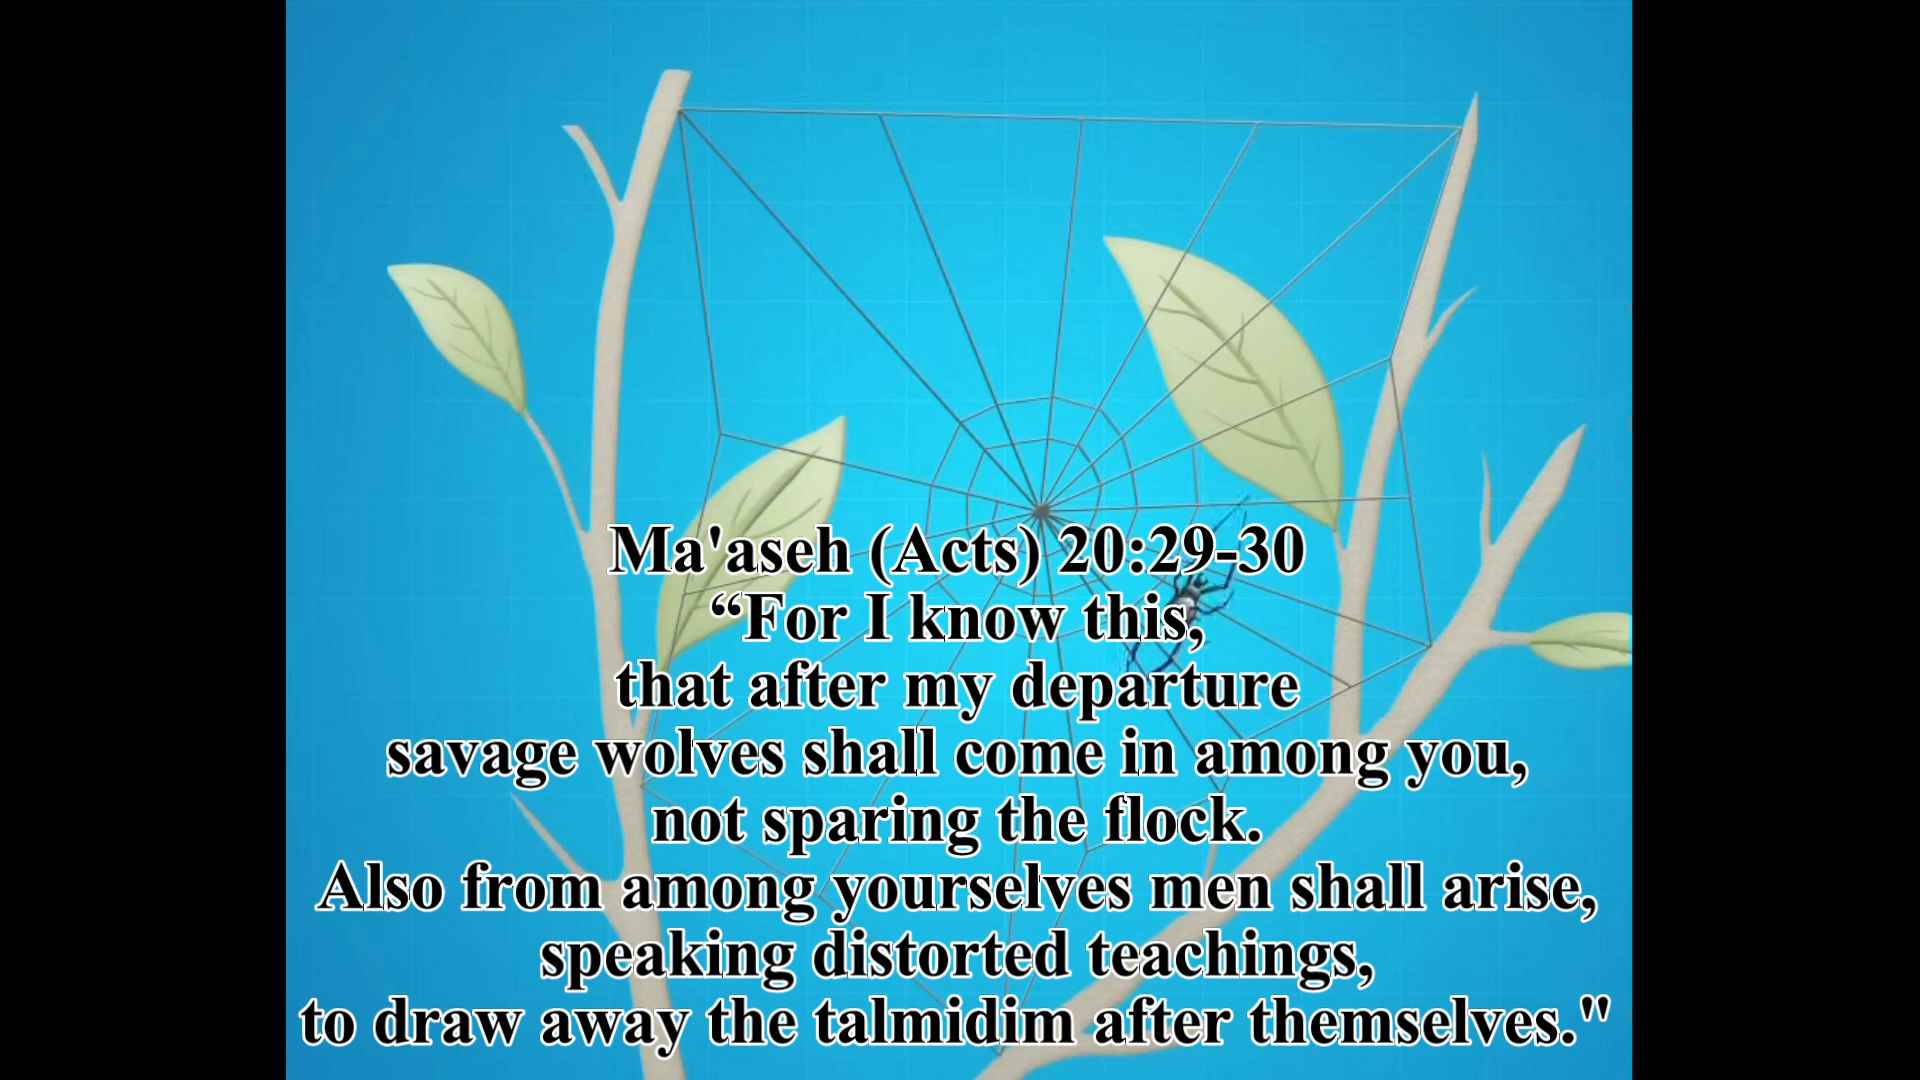 Ma'aseh (Acts) 20:29-30
“For I know this,
that after my departure
savage wolves shall come in among you,
not sparing the flock.
Also from among yourselves men shall arise,
speaking distorted teachings,
to draw away the talmidim after themselves."